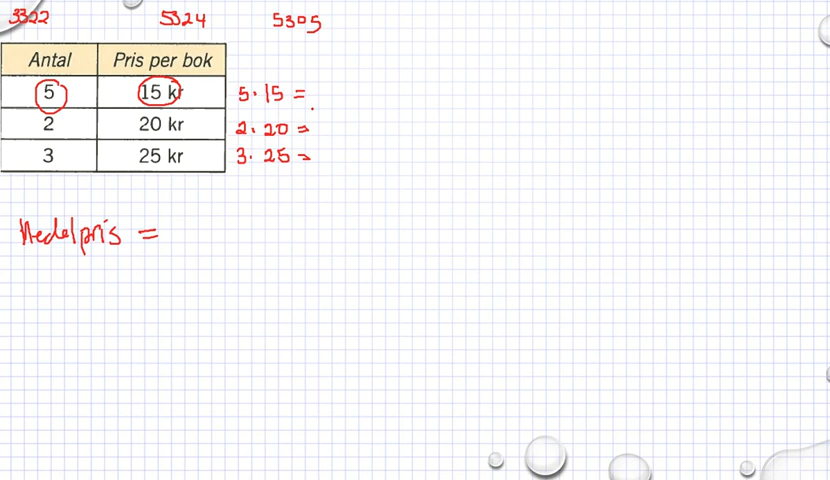 3322 5324 5305
Antal Pris per bok
5 15 kr 5·15 =
2 20 kr 2·20 =
3 25 kr 3·25 =
Medelpris =